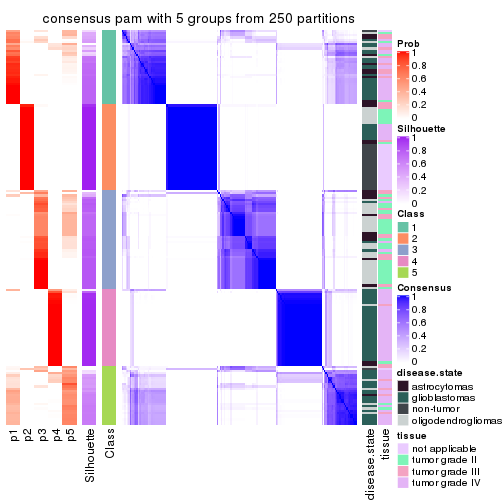 consensus pam with 5 groups from 250 partitions
Prob
1
0.8
0.6
0.4
0.2
0
Silhouette
1
0.8
0.6
0.4
0.2
0
Class
1
2
3
4
5
Consensus
1
0.8
0.6
0.4
0.2
0
disease.state
astrocytomas
glioblastomas
non-tumor
oligodendrogliomas
tissue
not applicable
tumor grade II
tumor grade III
tumor grade IV
p1
p2
p3
p4
p5
Silhouette
Class
disease.state
tissue